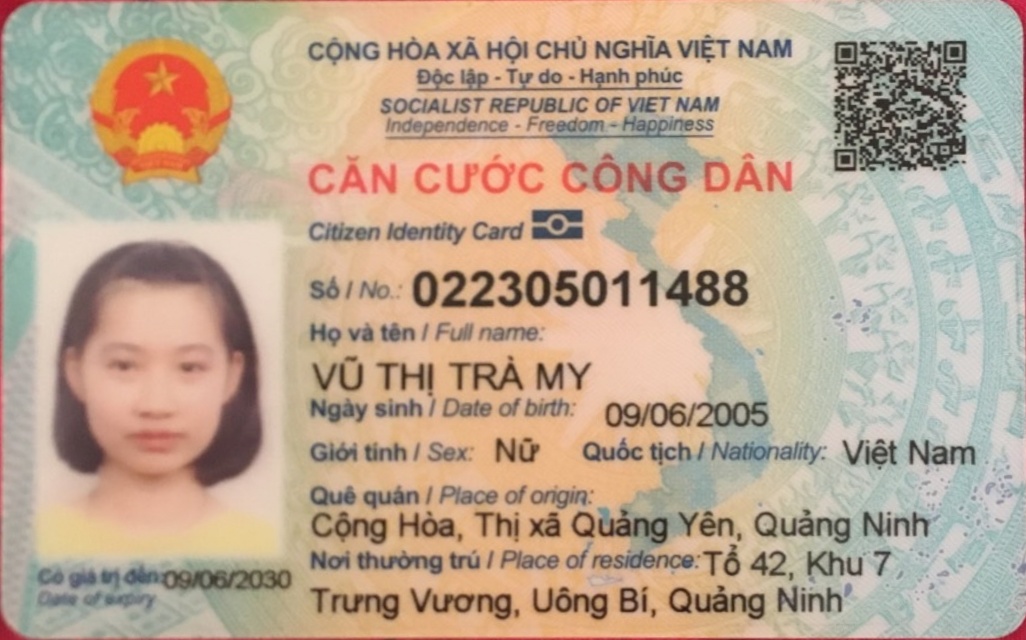 CỘNG HÒA XÃ HỘI CHỦ NGHĨA VIỆT NAM
Độc lập - Tự do - Hạnh phúc
SOCIALIST REPUBLIC OF VIET NAM
Independence - Freedom - Happiness
CĂN CƯỚC CÔNG DÂN
Citizen Identity Card
Số / No.: 022305011488
Họ và tên / Full name:
VŨ THỊ TRÀ MY
Ngày sinh / Date of birth: 09/06/2005
Giới tính / Sex: Nữ Quốc tịch / Nationality: Việt Nam
Quê quán / Place of origin:
Cộng Hòa, Thị xã Quảng Yên, Quảng Ninh
Nơi thường trú / Place of residence: Tổ 42, Khu 7
Trưng Vương, Uông Bí, Quảng Ninh
Có giá trị đến: 09/06/2030
Date of expiry